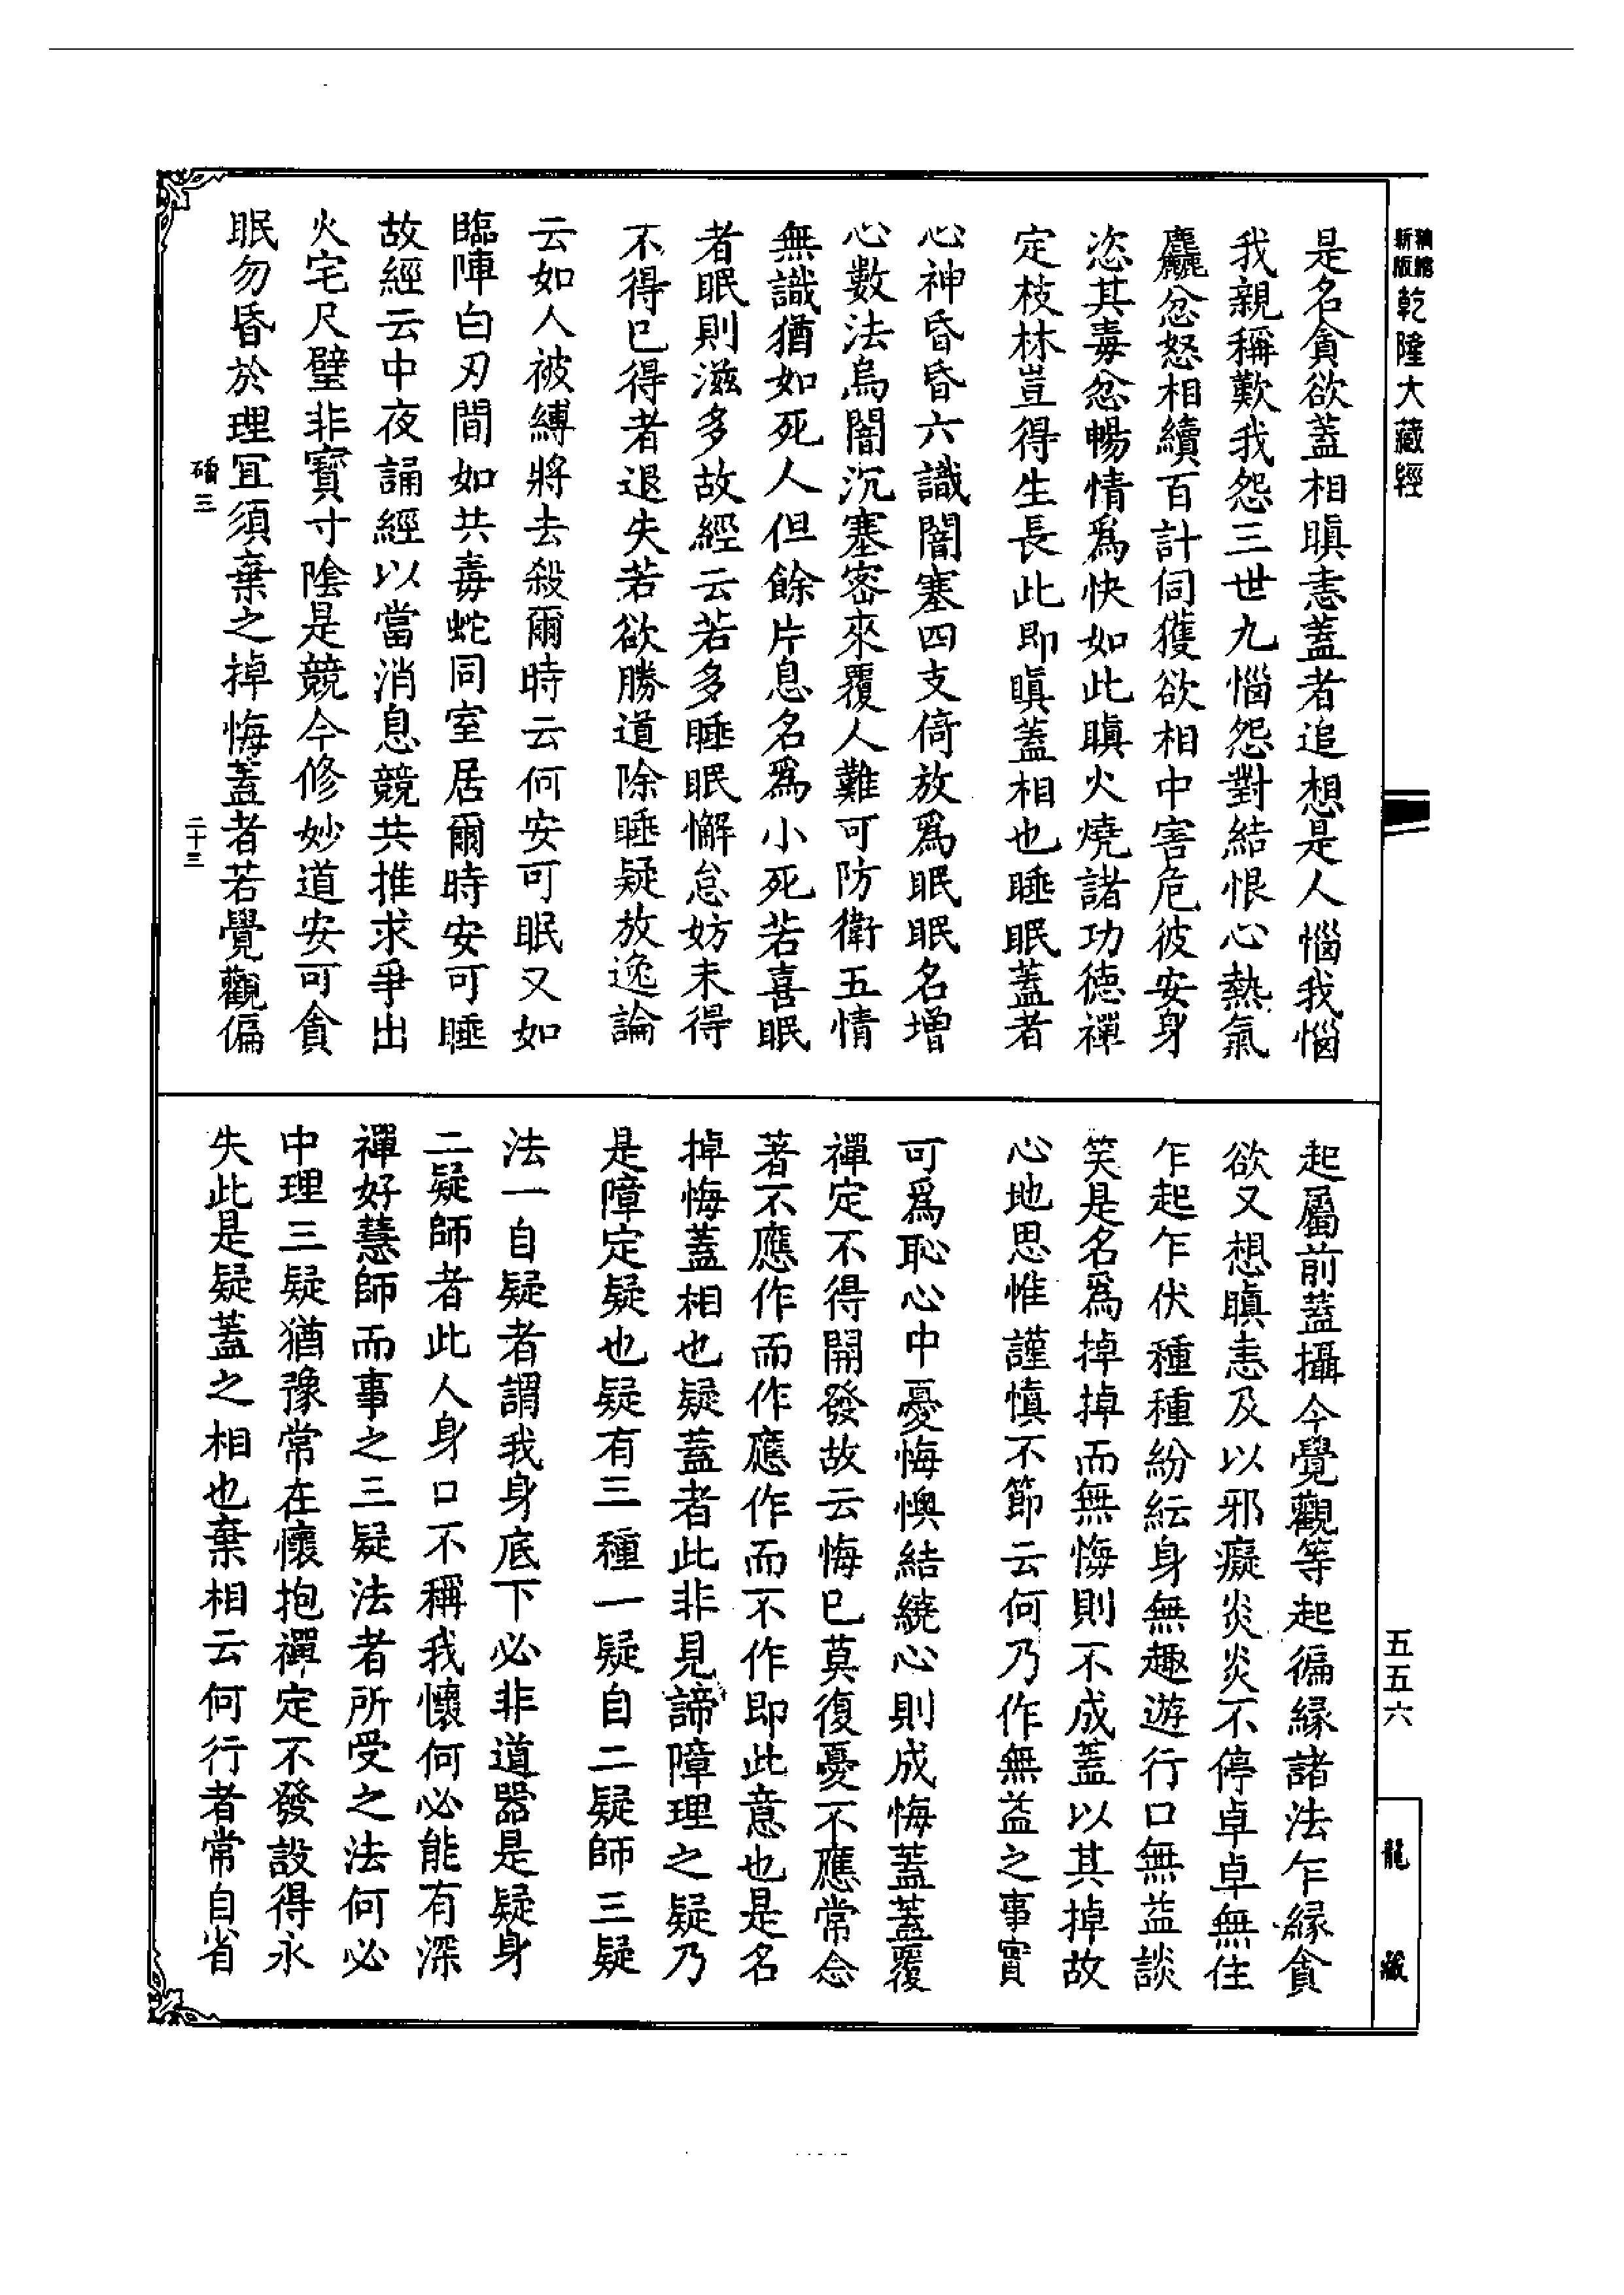 新版
乾隆大藏經
是名貪欲蓋相瞋恚蓋者追想是人惱我惱
我親稱歎我怨三世九惱怨對結恨心熱氣
麤忿怒相續百計伺獲欲相中害危彼安身
恣其毒忿暢情爲快如此瞋火燒諸功德禪
定枝林豈得生長此即瞋蓋相也睡眠蓋者
心神昏昏六識闇塞四支倚放爲眠眠名增
心數法烏闇沉塞密來覆人難可防衛五情
無識猶如死人但餘片息名爲小死若喜眠
者眠則滋多故經云若多睡眠懈怠妨未得
不得已得者退失若欲勝道除睡疑放逸論
云如人被縛將去殺爾時云何安可眠又如
臨陣白刃間如共毒蛇同室居爾時安可睡
故經云中夜誦經以當消息競共推求爭出
火宅尺璧非寶寸陰是競今修妙道安可貪
眠勿昏於理宜須棄之掉悔蓋者若覺觀偏
碩三
二十三
起屬前蓋攝今覺觀等起徧緣諸法乍緣貪
欲又想瞋恚及以邪癡炎炎不停卓卓無住
乍起乍伏種種紛紜身無趣遊行口無益談
笑是名爲掉掉而無悔則不成蓋以其掉故
心地思惟謹慎不節云何乃作無益之事實
可爲恥心中憂悔懊結繞心則成悔蓋蓋覆
禪定不得開發故云悔已莫復憂不應常念
著不應作而作應作而不作即此意也是名
掉悔蓋相也疑蓋者此非見諦障理之疑乃
是障定疑也疑有三種一疑自二疑師三疑
法一自疑者謂我身底下必非道器是疑身
二疑師者此人身口不稱我懷何必能有深
禪好慧師而事之三疑法者所受之法何必
中理三疑猶豫常在懷抱禪定不發設得永
失此是疑蓋之相也棄相云何行者常自省
五五六
龍藏